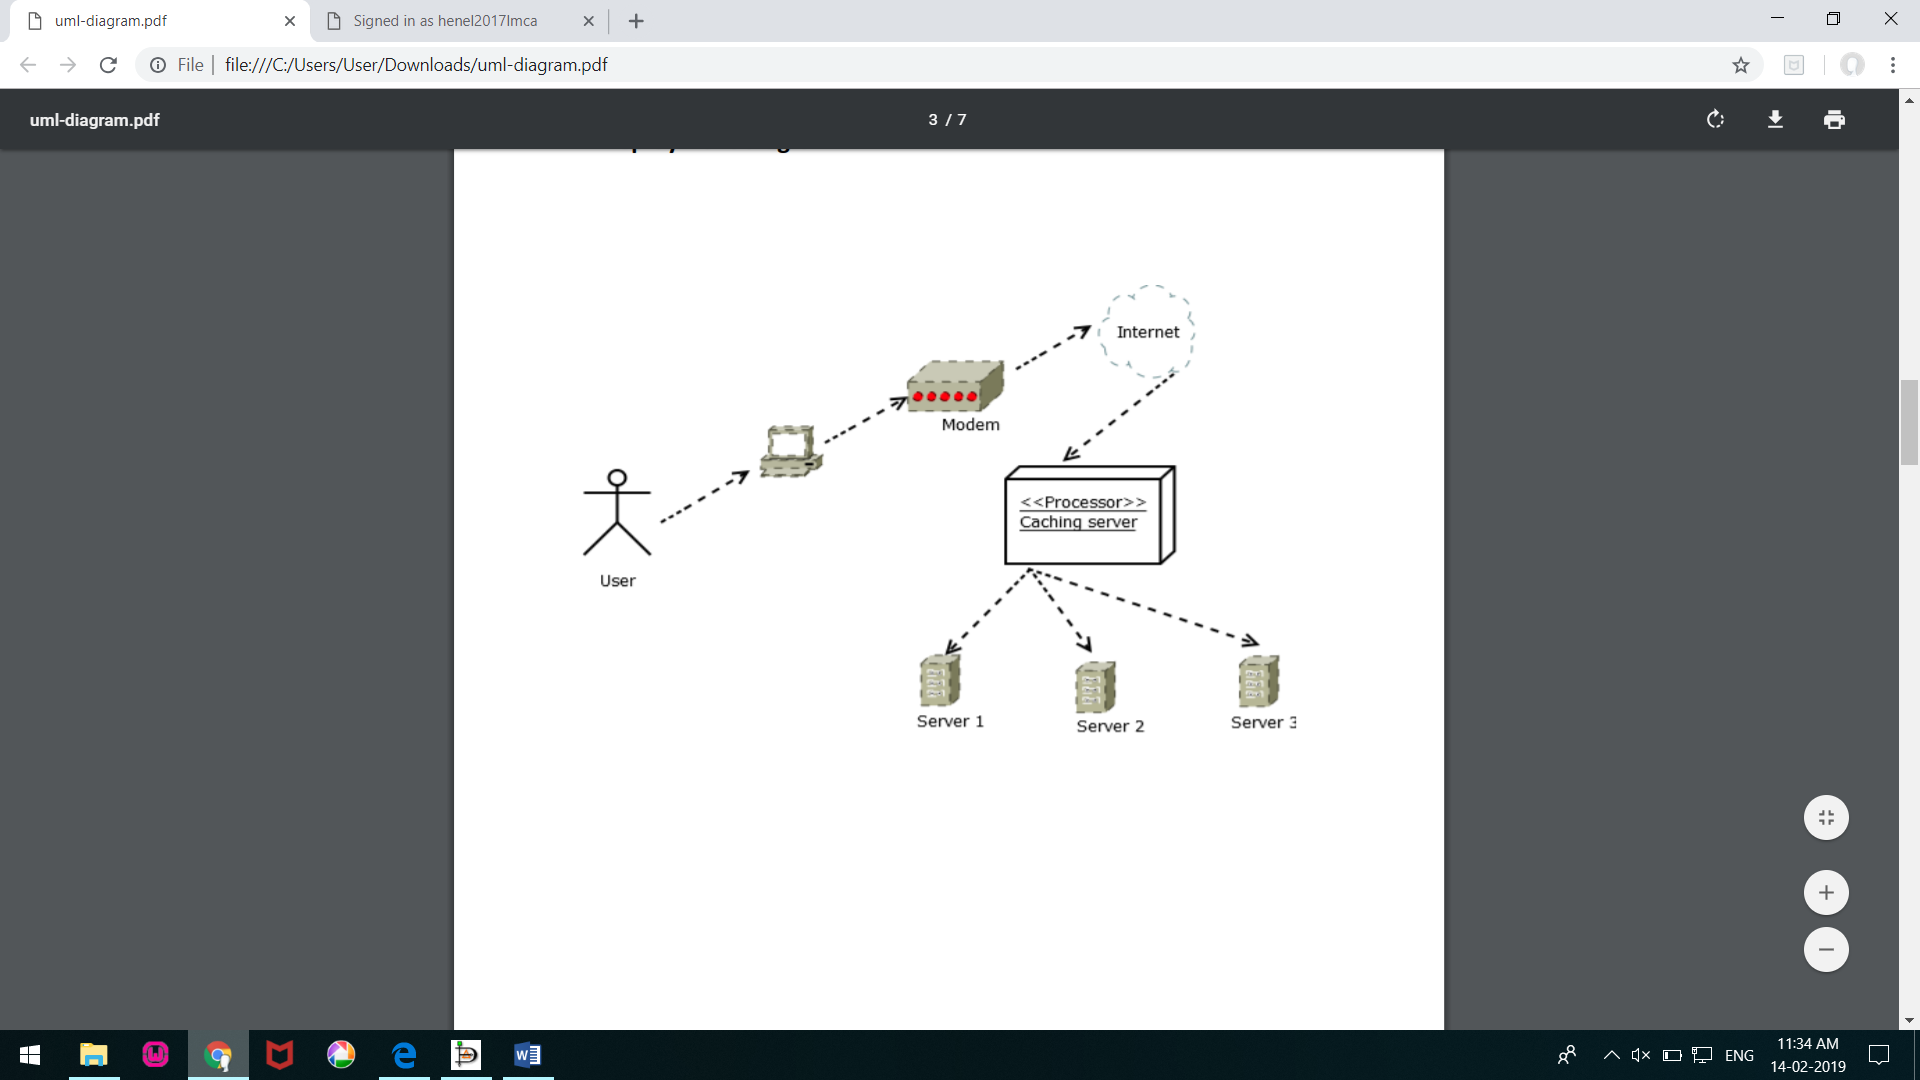 uml-diagram.pdf
Signed in as henel2017lmca
File
file:///C:/Users/User/Downloads/uml-diagram.pdf
uml-diagram.pdf
3 / 7
Internet
Modem
<<Processor>>
Caching server
User
Server 1
Server 2
Server 3
ENG
11:34 AM
14-02-2019